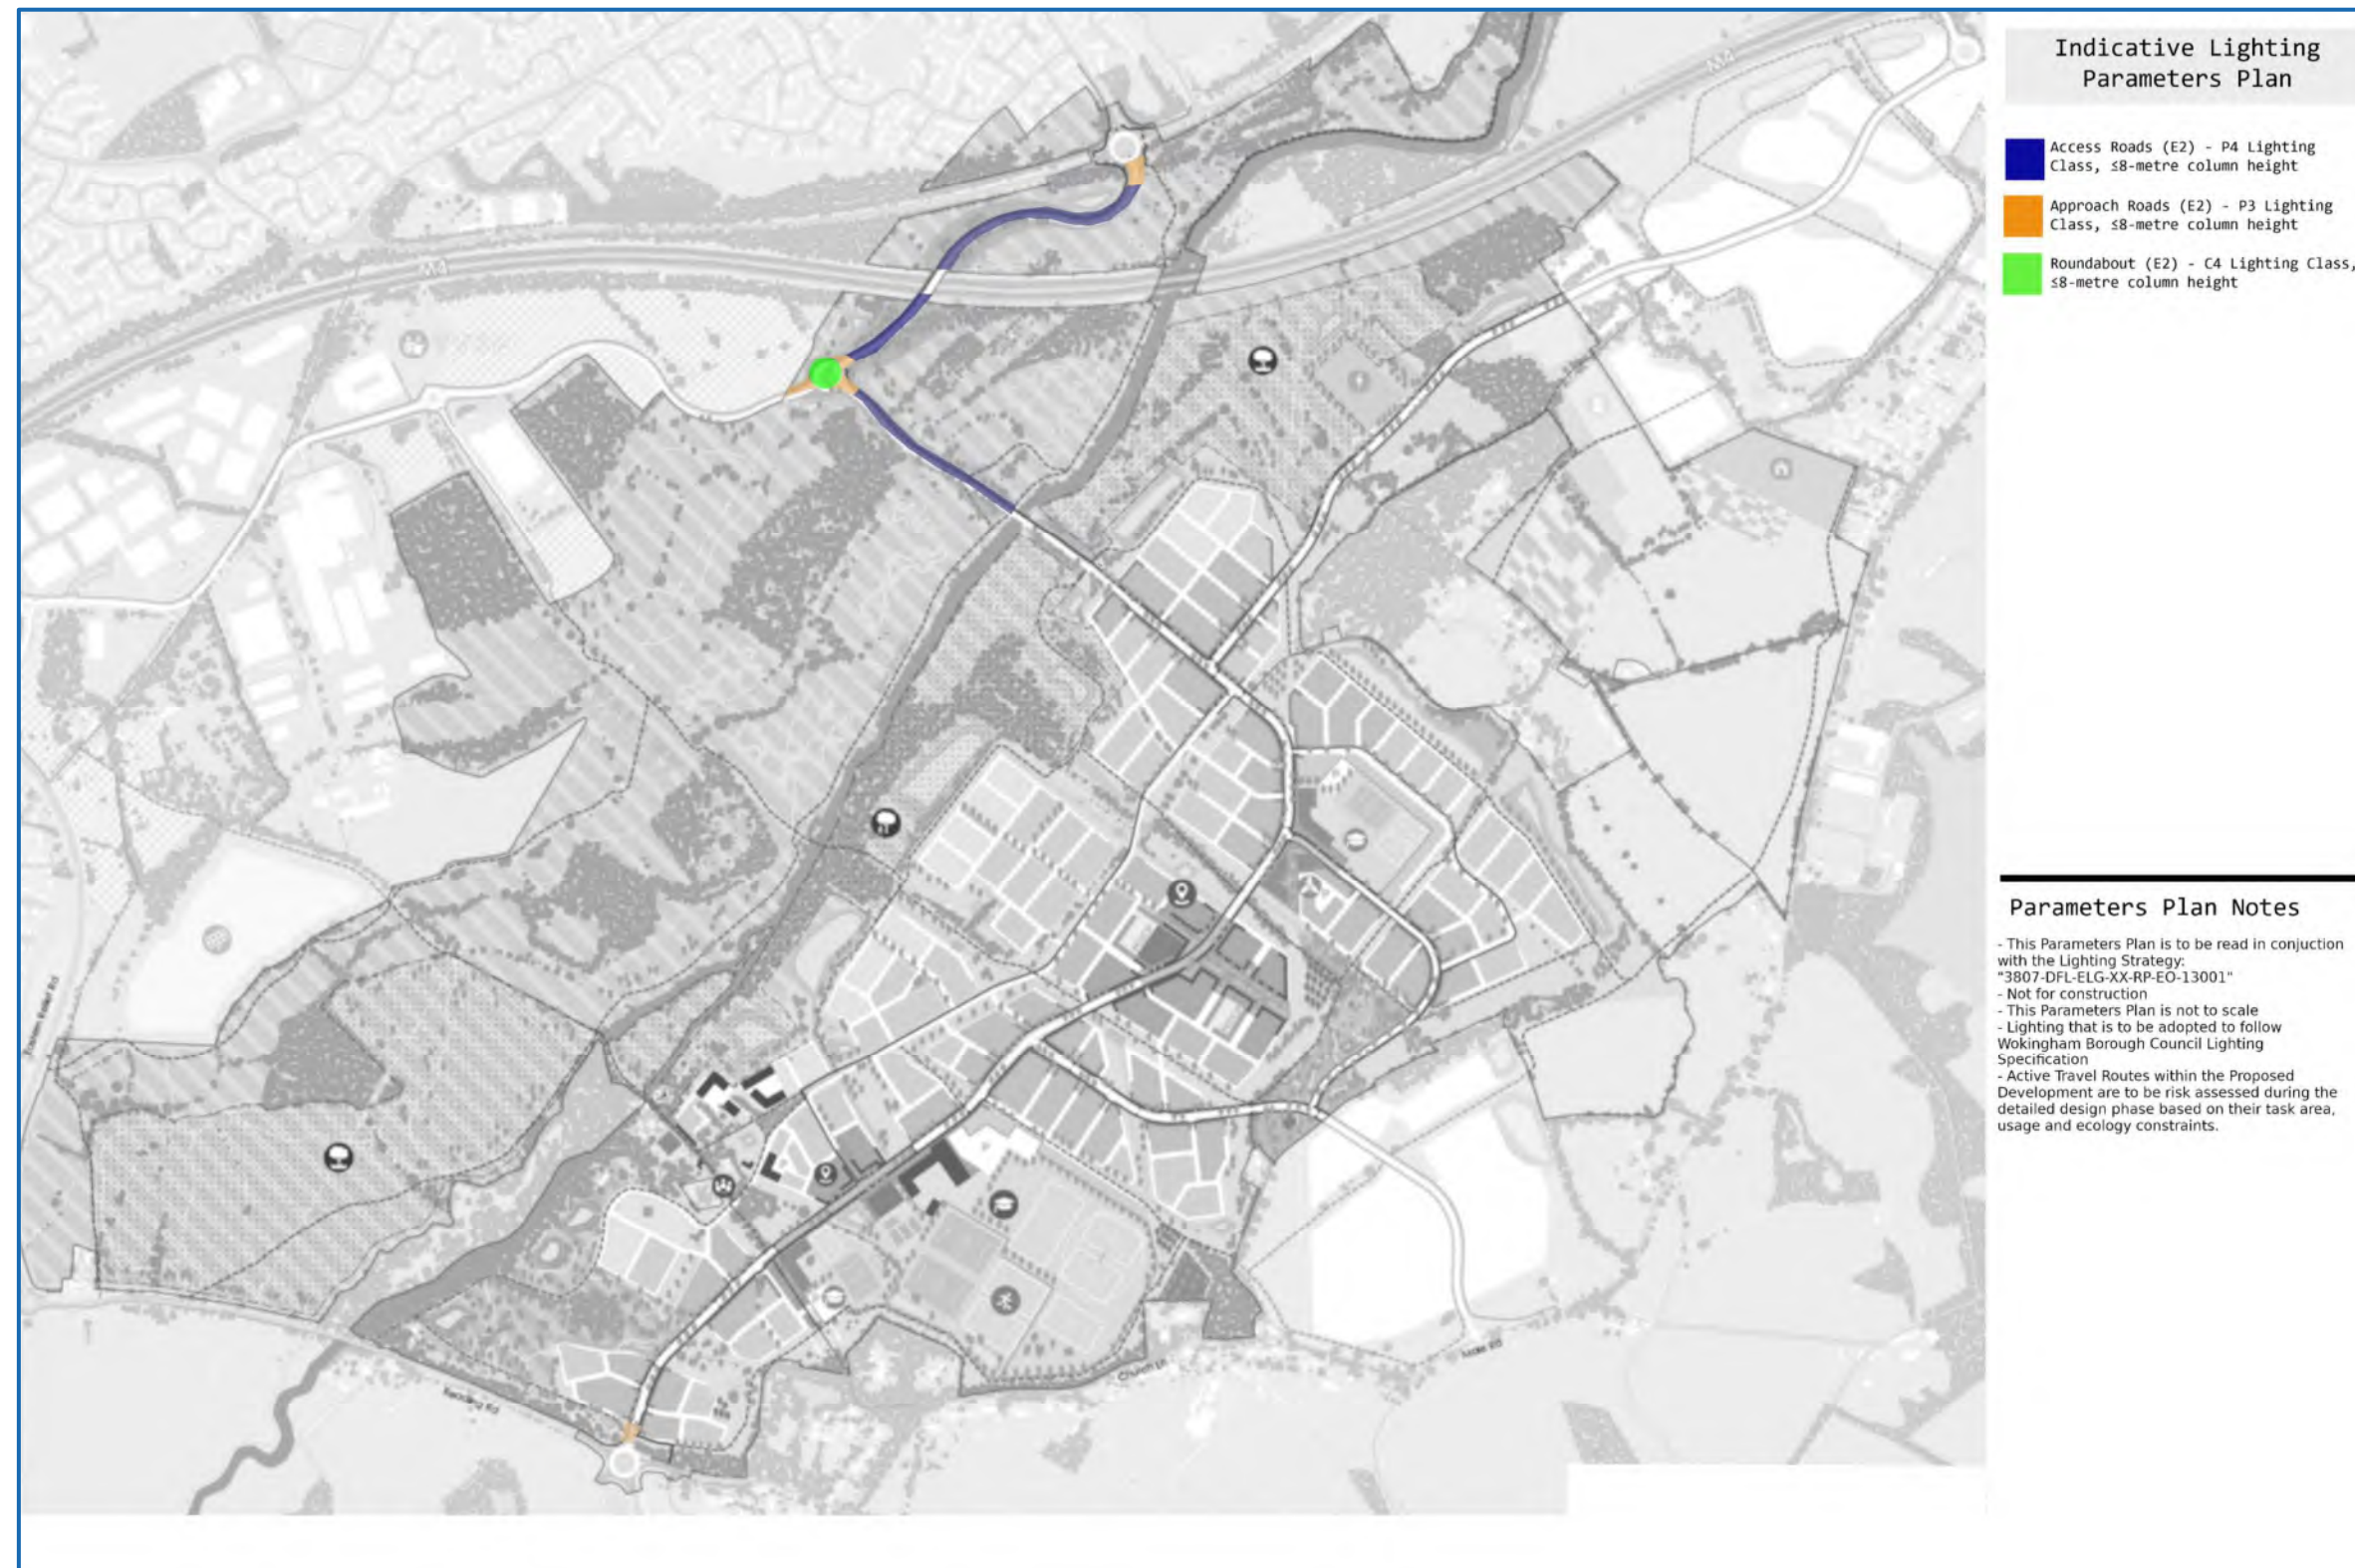 Indicative Lighting
Parameters Plan
Access Roads (E2) - P4 Lighting
Class, ≤8-metre column height
Approach Roads (E2) - P3 Lighting
Class, ≤8-metre column height
Roundabout (E2) - C4 Lighting Class,
≤8-metre column height
M4
M4
Reading Rd
Church Ln
Mole Rd
Parameters Plan Notes
- This Parameters Plan is to be read in conjuction
with the Lighting Strategy:
"3807-DFL-ELG-XX-RP-EO-13001"
- Not for construction
- This Parameters Plan is not to scale
- Lighting that is to be adopted to follow
Wokingham Borough Council Lighting
Specification
- Active Travel Routes within the Proposed
Development are to be risk assessed during the
detailed design phase based on their task area,
usage and ecology constraints.